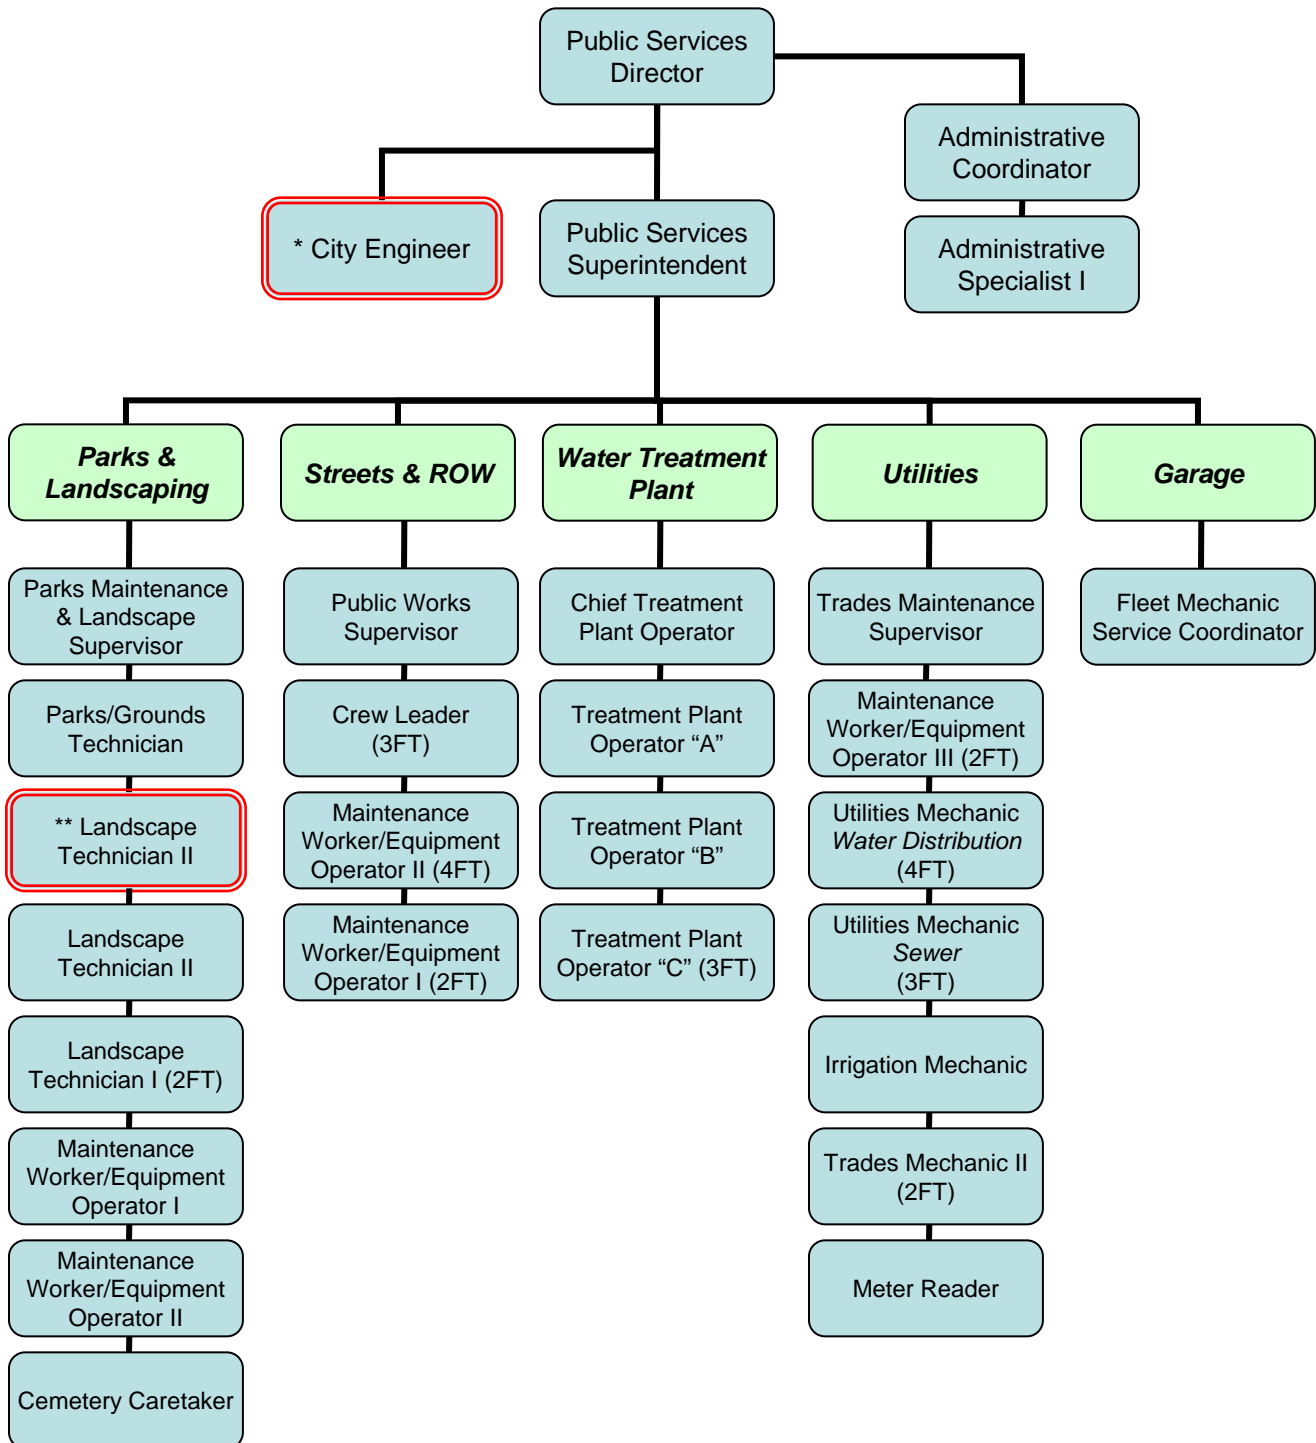 Public Services
Director
Administrative
Coordinator
* City Engineer
Public Services
Superintendent
Administrative
Specialist I
Parks &
Landscaping
Streets & ROW
Water Treatment
Plant
Utilities
Garage
Parks Maintenance
& Landscape
Supervisor
Parks/Grounds
Technician
** Landscape
Technician II
Landscape
Technician II
Landscape
Technician I (2FT)
Maintenance
Worker/Equipment
Operator I
Maintenance
Worker/Equipment
Operator II
Cemetery Caretaker
Public Works
Supervisor
Crew Leader
(3FT)
Maintenance
Worker/Equipment
Operator II (4FT)
Maintenance
Worker/Equipment
Operator I (2FT)
Chief Treatment
Plant Operator
Treatment Plant
Operator “A”
Treatment Plant
Operator “B”
Treatment Plant
Operator “C” (3FT)
Trades Maintenance
Supervisor
Maintenance
Worker/Equipment
Operator III (2FT)
Utilities Mechanic
Water Distribution
(4FT)
Utilities Mechanic
Sewer
(3FT)
Irrigation Mechanic
Trades Mechanic II
(2FT)
Meter Reader
Fleet Mechanic
Service Coordinator